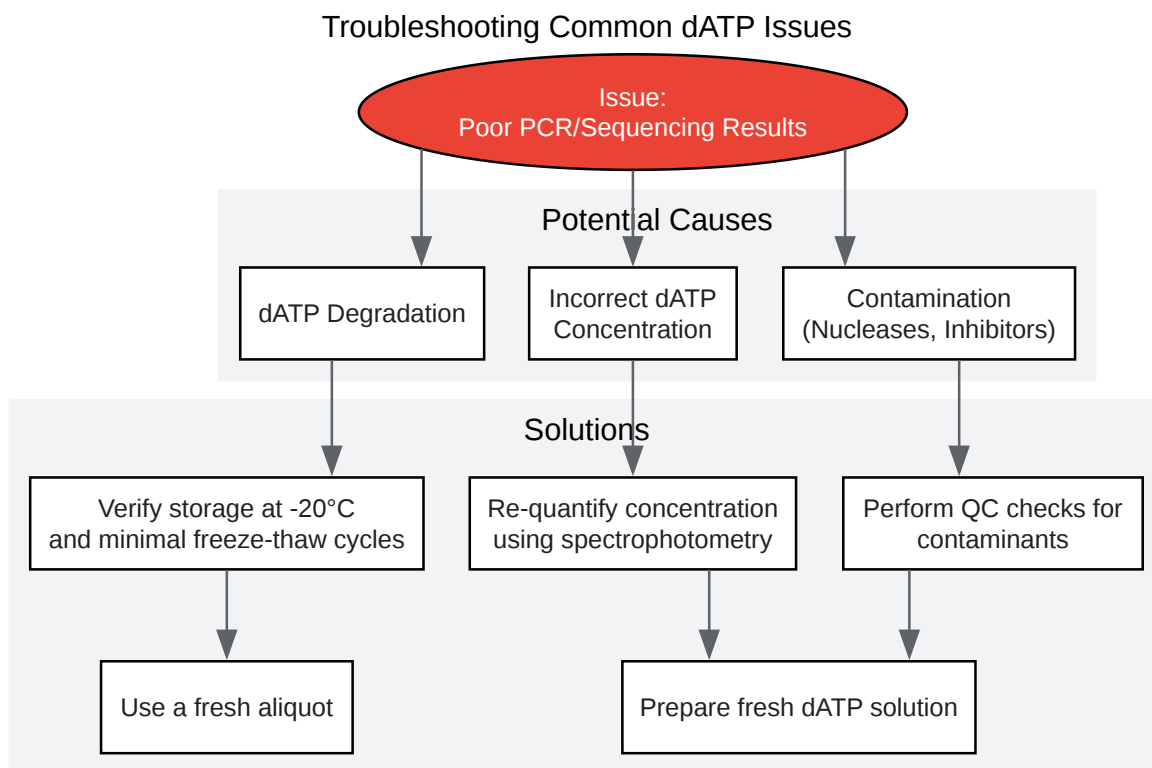 Troubleshooting Common dATP Issues
Issue:
Poor PCR/Sequencing Results
Potential Causes
dATP Degradation
Incorrect dATP
Concentration
Contamination
(Nucleases, Inhibitors)
Solutions
Verify storage at -20°C
and minimal freeze-thaw cycles
Re-quantify concentration
using spectrophotometry
Perform QC checks for
contaminants
Use a fresh aliquot
Prepare fresh dATP solution